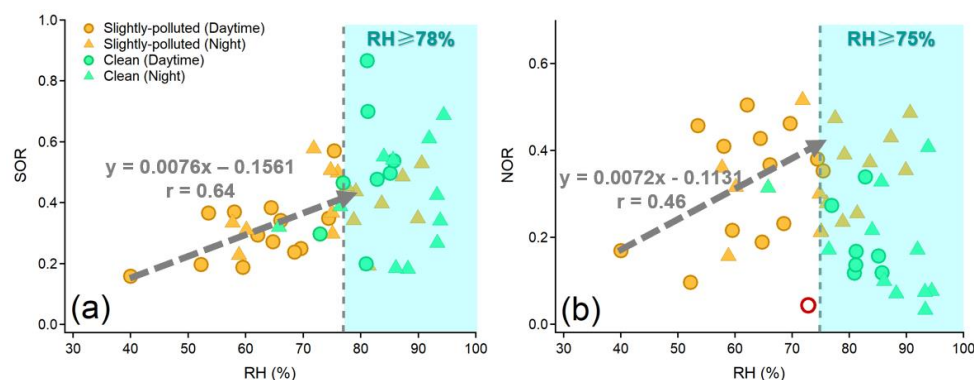 Slightly-polluted (Daytime)
Slightly-polluted (Night)
Clean (Daytime)
Clean (Night)
RH≥78%
y = 0.0076x – 0.1561
r = 0.64
(a)
SOR
1.0
0.8
0.6
0.4
0.2
0.0
30 40 50 60 70 80 90 100
RH (%)
RH≥75%
y = 0.0072x - 0.1131
r = 0.46
(b)
NOR
0.6
0.4
0.2
0.0
30 40 50 60 70 80 90 100
RH (%)